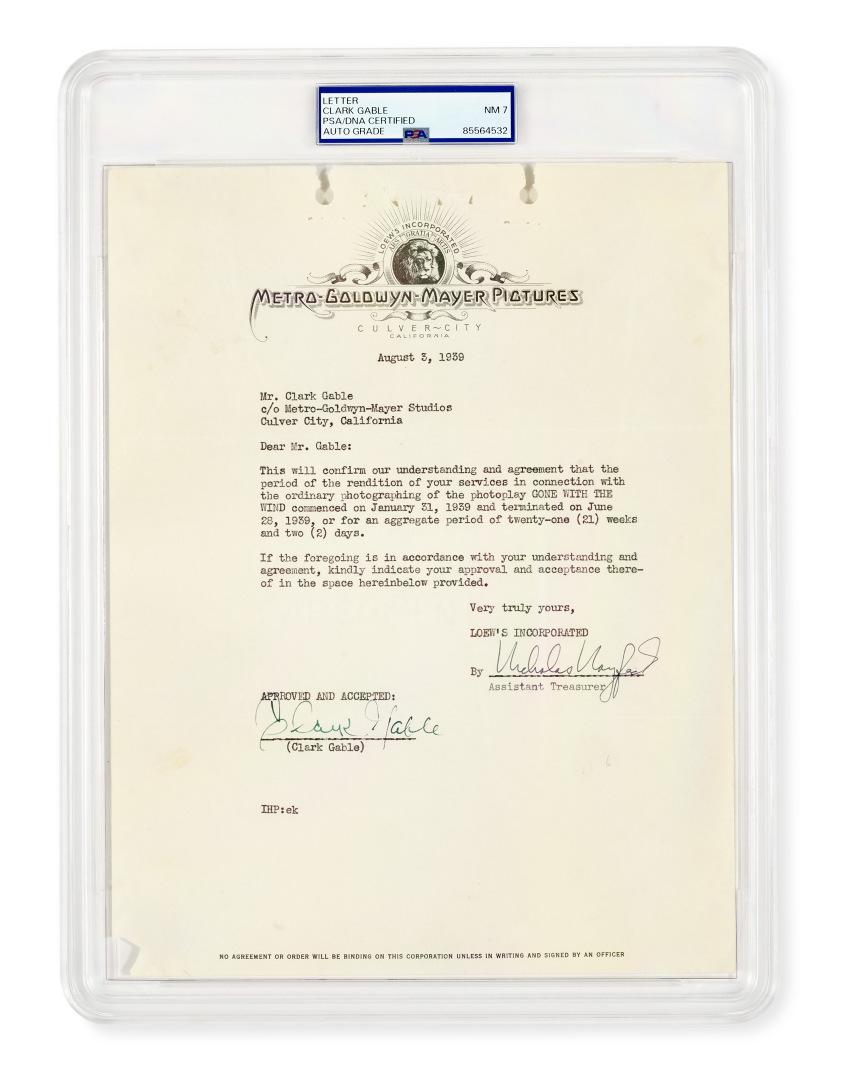 LETTER
CLARK GABLE NM 7
PSA/DNA CERTIFIED
AUTO GRADE PSA 85564532
LOEW'S INCORPORATED
ARS GRATIA ARTIS
METRO-GOLDWYN-MAYER PICTURES
CULVER~CITY
CALIFORNIA
August 3, 1939
Mr. Clark Gable
c/o Metro-Goldwyn-Mayer Studios
Culver City, California
Dear Mr. Gable:
This will confirm our understanding and agreement that the
period of the rendition of your services in connection with
the ordinary photographing of the photoplay GONE WITH THE
WIND commenced on January 31, 1939 and terminated on June
28, 1939, or for an aggregate period of twenty-one (21) weeks
and two (2) days.
If the foregoing is in accordance with your understanding and
agreement, kindly indicate your approval and acceptance there-
of in the space hereinbelow provided.
Very truly yours,
LOEW'S INCORPORATED
By Nicholas
Assistant Treasurer
APPROVED AND ACCEPTED:
Clark Gable
(Clark Gable)
IHP:ek
NO AGREEMENT OR ORDER WILL BE BINDING ON THIS CORPORATION UNLESS IN WRITING AND SIGNED BY AN OFFICER